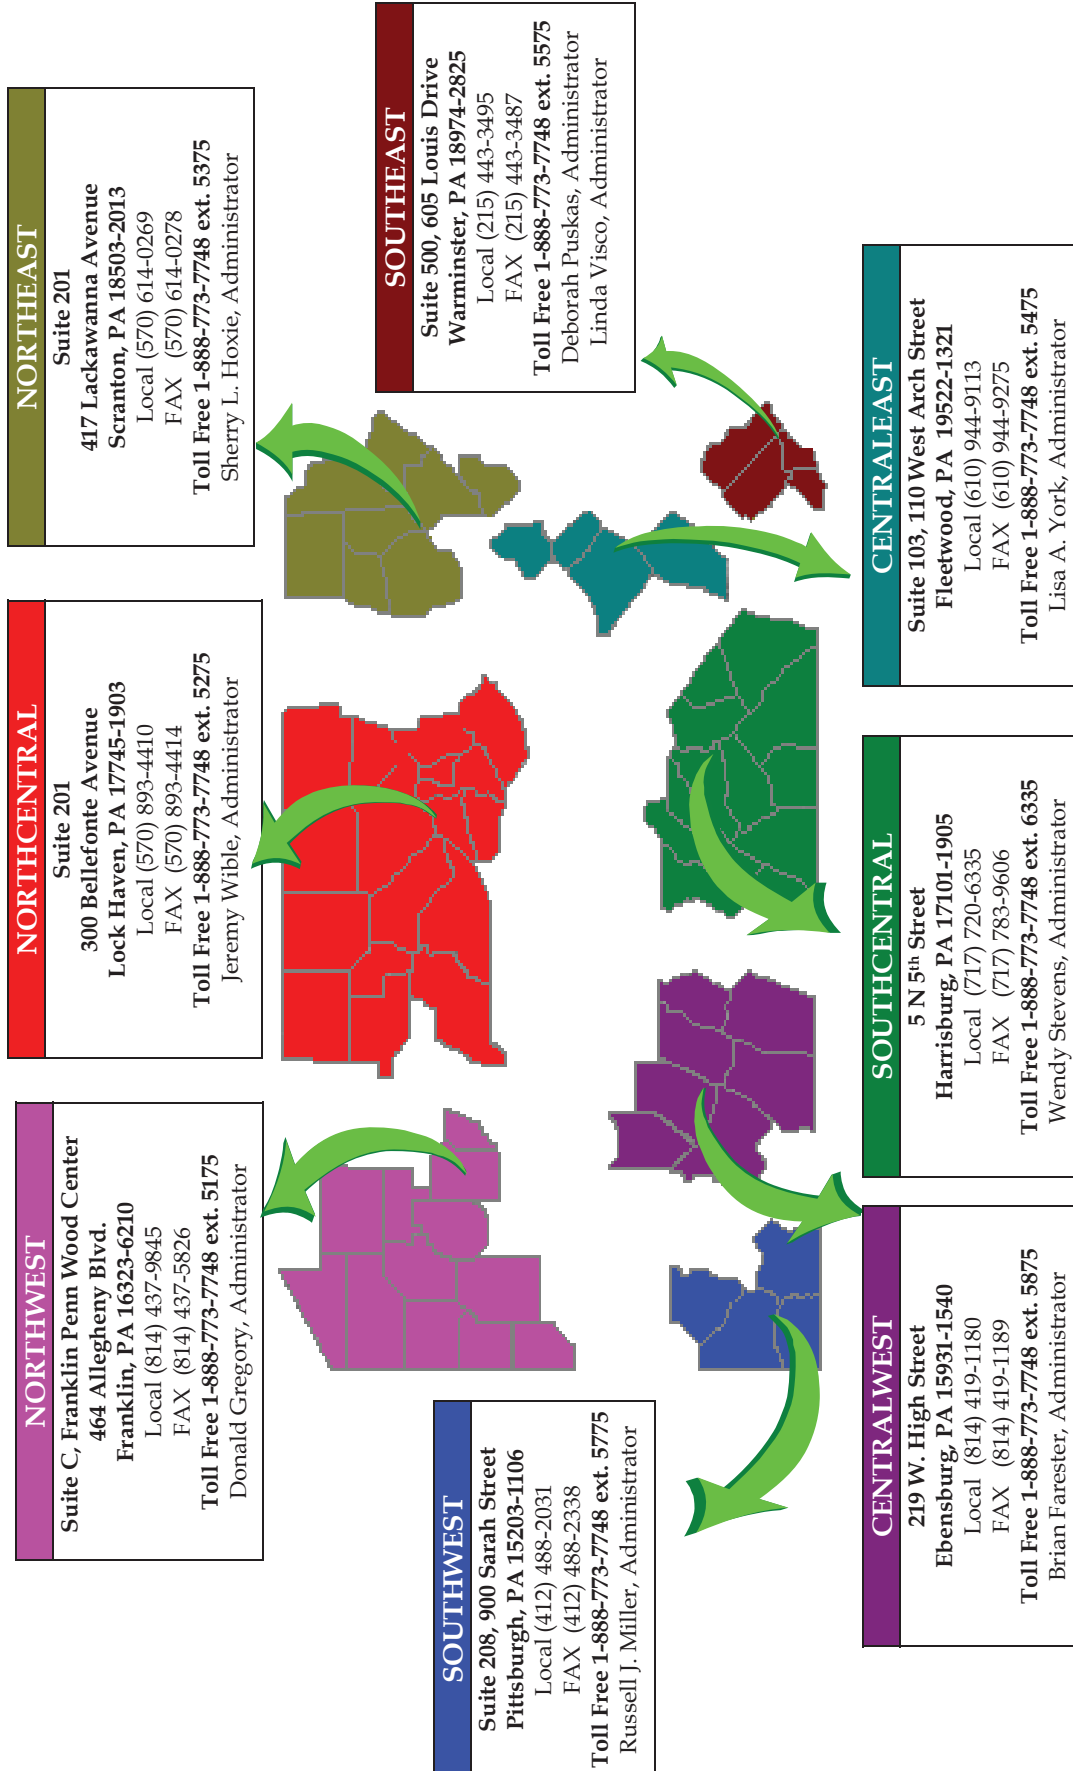 NORTHWEST
Suite C, Franklin Penn Wood Center
464 Allegheny Blvd.
Franklin, PA 16323-6210
Local (814) 437-9845
FAX (814) 437-5826
Toll Free 1-888-773-7748 ext. 5175
Donald Gregory, Administrator
NORTHCENTRAL
Suite 201
300 Bellefonte Avenue
Lock Haven, PA 17745-1903
Local (570) 893-4410
FAX (570) 893-4414
Toll Free 1-888-773-7748 ext. 5275
Jeremy Wible, Administrator
NORTHEAST
Suite 201
417 Lackawanna Avenue
Scranton, PA 18503-2013
Local (570) 614-0269
FAX (570) 614-0278
Toll Free 1-888-773-7748 ext. 5375
Sherry L. Hoxie, Administrator
SOUTHWEST
Suite 208, 900 Sarah Street
Pittsburgh, PA 15203-1106
Local (412) 488-2031
FAX (412) 488-2338
Toll Free 1-888-773-7748 ext. 5775
Russell J. Miller, Administrator
SOUTHEAST
Suite 500, 605 Louis Drive
Warminster, PA 18974-2825
Local (215) 443-3495
FAX (215) 443-3487
Toll Free 1-888-773-7748 ext. 5575
Deborah Puskas, Administrator
Linda Visco, Administrator
CENTRALWEST
219 W. High Street
Ebensburg, PA 15931-1540
Local (814) 419-1180
FAX (814) 419-1189
Toll Free 1-888-773-7748 ext. 5875
Brian Farester, Administrator
SOUTHCENTRAL
5 N 5th Street
Harrisburg, PA 17101-1905
Local (717) 720-6335
FAX (717) 783-9606
Toll Free 1-888-773-7748 ext. 6335
Wendy Stevens, Administrator
CENTRALEAST
Suite 103, 110 West Arch Street
Fleetwood, PA 19522-1321
Local (610) 944-9113
FAX (610) 944-9275
Toll Free 1-888-773-7748 ext. 5475
Lisa A. York, Administrator